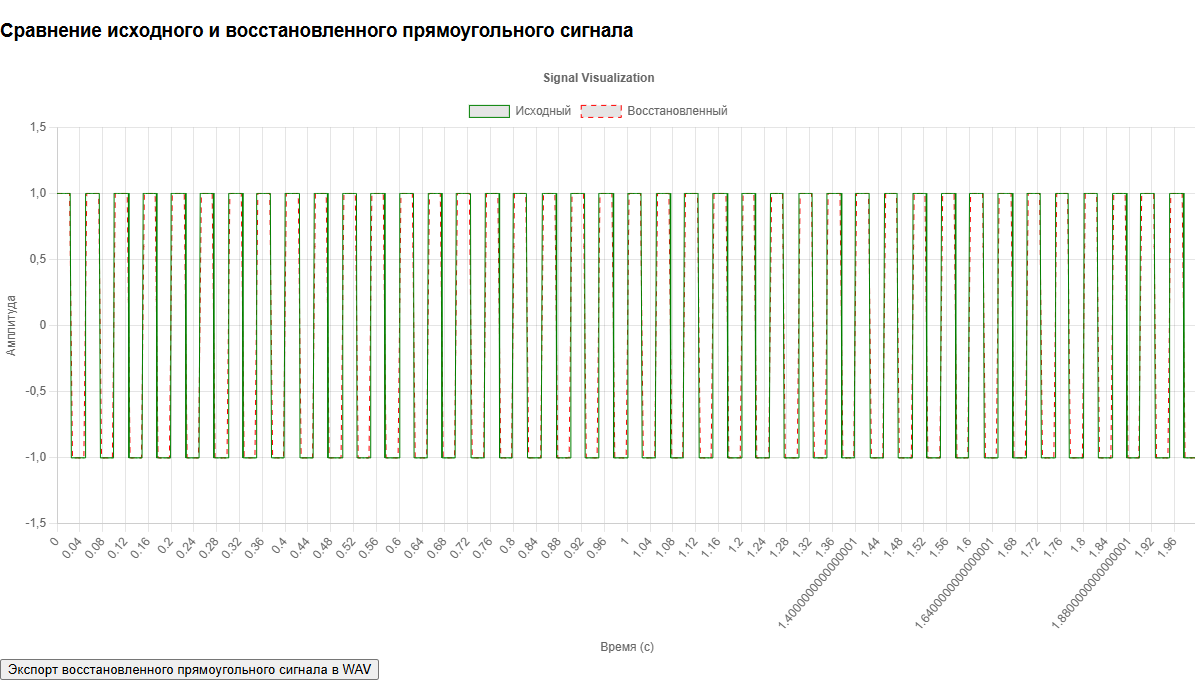 Сравнение исходного и восстановленного прямоугольного сигнала
Signal Visualization
Исходный Восстановленный
1,5
1,0
0,5
0
-0,5
-1,0
-1,5
Амплитуда
0 0.04 0.08 0.12 0.16 0.2 0.24 0.28 0.32 0.36 0.4 0.44 0.48 0.52 0.56 0.6 0.64 0.68 0.72 0.76 0.8 0.84 0.88 0.92 0.96 1 1.04 1.08 1.12 1.16 1.2 1.24 1.28 1.32 1.36 1.4000000000000001 1.44 1.48 1.52 1.56 1.6 1.6400000000000001 1.68 1.72 1.76 1.8 1.84 1.8800000000000001 1.92 1.96
Время (с)
Экспорт восстановленного прямоугольного сигнала в WAV